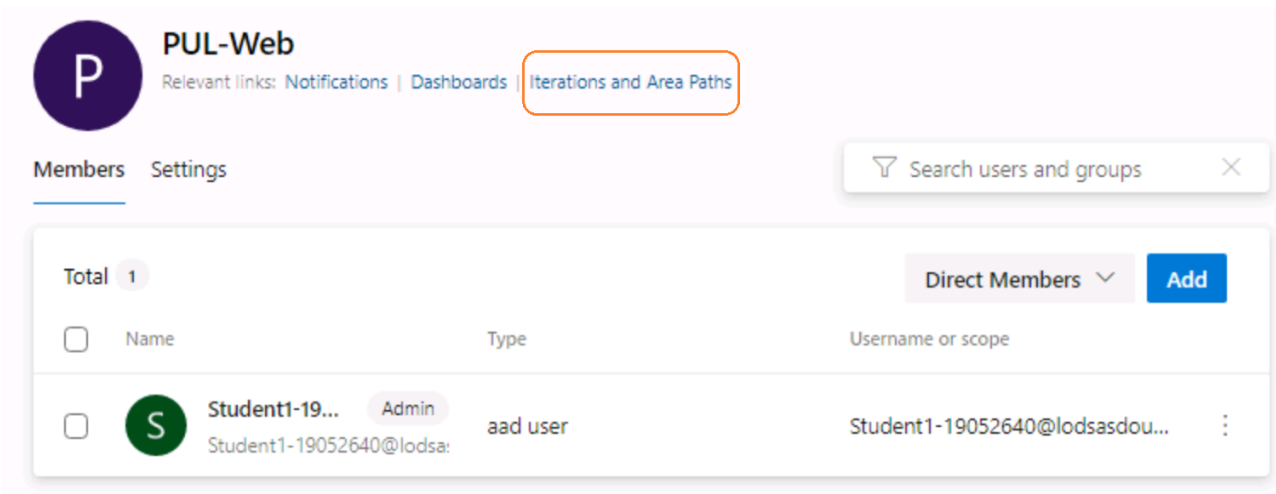 P
PUL-Web
Relevant links: Notifications | Dashboards | Iterations and Area Paths
Members Settings
Search users and groups
Total 1
Direct Members Add
Name Type Username or scope
S
Student1-19... Admin
Student1-19052640@lodsa:
aad user
Student1-19052640@lodsasdou...